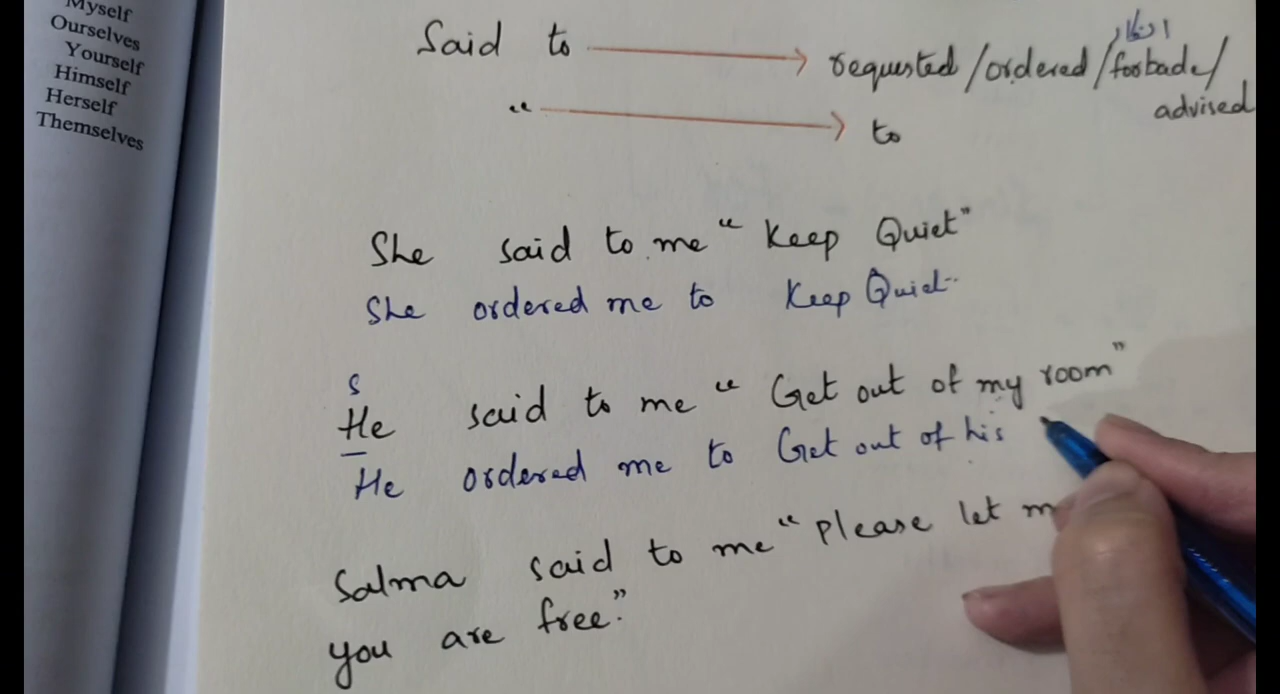 Myself
Ourselves
Yourself
Himself
Herself
Themselves
Said to → requested/ordered/forbade/
انکار
advised
“ → to
She said to me “ Keep Quiet”
She ordered me to Keep Quiet..
S
He said to me “ Get out of my room”
He ordered me to Get out of his
Salma said to me “please let
you are free.”